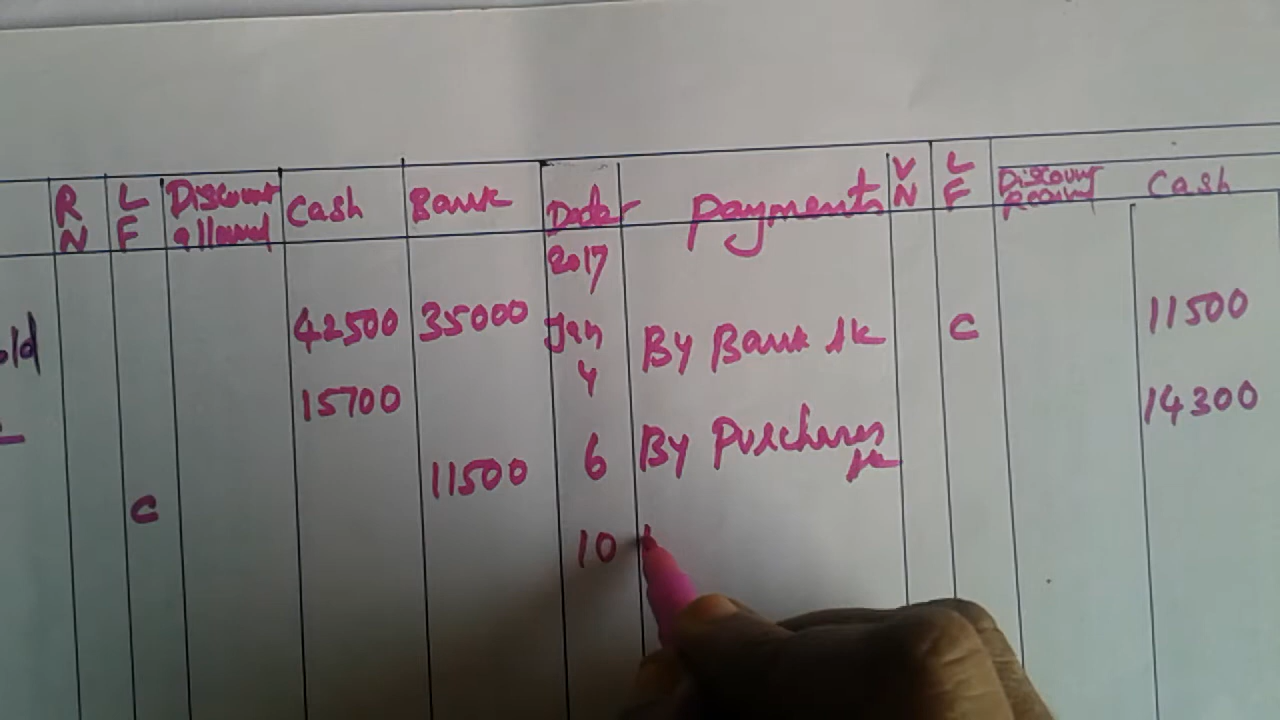 R N L F Discount allowed Cash Bank Date Payments V N L F Discount Cash
2017
old 42500 35000 Jan 4 By Bank A/c C 11500
15700 14300
11500 6 By Purchases A/c
C
10